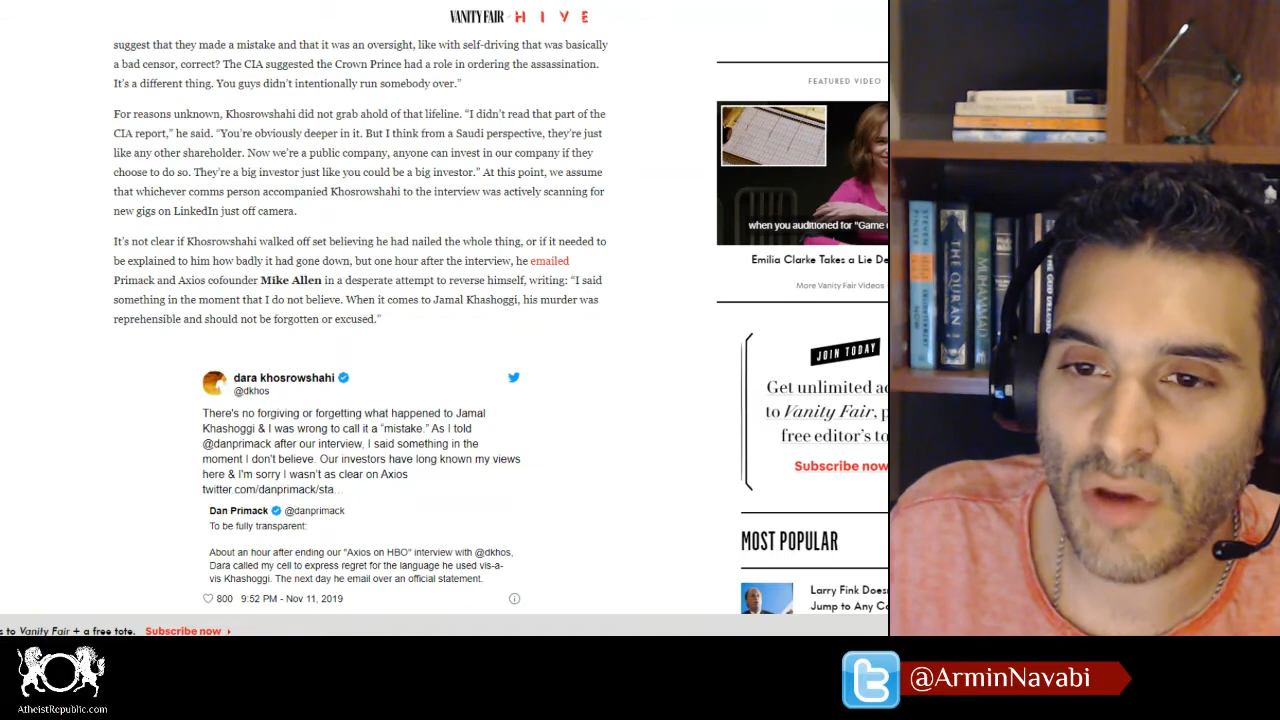 VANITY FAIR HIVE
suggest that they made a mistake and that it was an oversight, like with self-driving that was basically
a bad censor, correct? The CIA suggested the Crown Prince had a role in ordering the assassination.
It's a different thing. You guys didn't intentionally run somebody over."
For reasons unknown, Khosrowshahi did not grab ahold of that lifeline. "I didn't read that part of the
CIA report," he said. "You're obviously deeper in it. But I think from a Saudi perspective, they're just
like any other shareholder. Now we're a public company, anyone can invest in our company if they
choose to do so. They're a big investor just like you could be a big investor." At this point, we assume
that whichever comms person accompanied Khosrowshahi to the interview was actively scanning for
new gigs on LinkedIn just off camera.
It's not clear if Khosrowshahi walked off set believing he had nailed the whole thing, or if it needed to
be explained to him how badly it had gone down, but one hour after the interview, he emailed
Primack and Axios cofounder Mike Allen in a desperate attempt to reverse himself, writing: "I said
something in the moment that I do not believe. When it comes to Jamal Khashoggi, his murder was
reprehensible and should not be forgotten or excused."
dara khosrowshahi
@dkhos
There's no forgiving or forgetting what happened to Jamal
Khashoggi & I was wrong to call it a "mistake." As I told
@danprimack after our interview, I said something in the
moment I don't believe. Our investors have long known my views
here & I'm sorry I wasn't as clear on Axios
twitter.com/danprimack/sta…
Dan Primack @danprimack
To be fully transparent:
About an hour after ending our "Axios on HBO" interview with @dkhos,
Dara called my cell to express regret for the language he used vis-a-
vis Khashoggi. The next day he email over an official statement.
800 9:52 PM - Nov 11, 2019
s to Vanity Fair + a free tote. Subscribe now
FEATURED VIDEO
when you auditioned for "Game
Emilia Clarke Takes a Lie De
More Vanity Fair Videos
JOIN TODAY
Get unlimited ac
to Vanity Fair, p
free editor's to
Subscribe now
MOST POPULAR
Larry Fink Does
Jump to Any Co
STEVEN PINKER
ENLIGHTENMENT NOW
THE QUR'AN
MUHAMMAD
THE GOD DELUSION
AtheistRepublic.com
@ArminNavabi